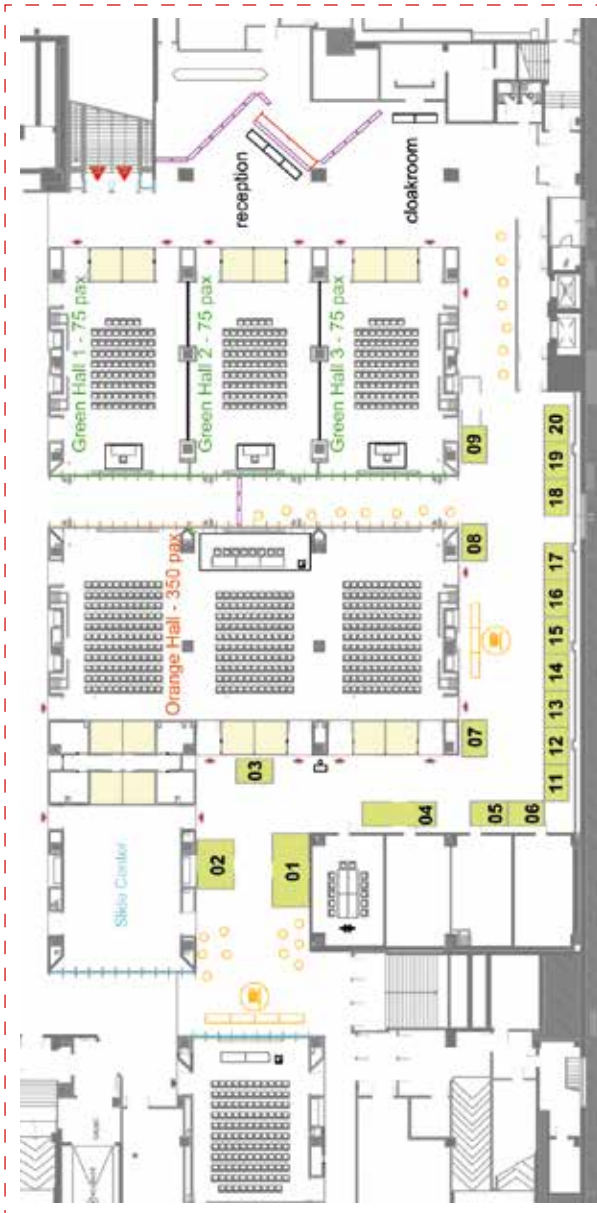 reception
cloakroom
Green Hall 1 - 75 pax
Green Hall 2 - 75 pax
Green Hall 3 - 75 pax
09
20
19
18
Orange Hall - 350 pax
08
17
16
15
14
13
12
11
07
03
04
05
06
02
01
Slide Center